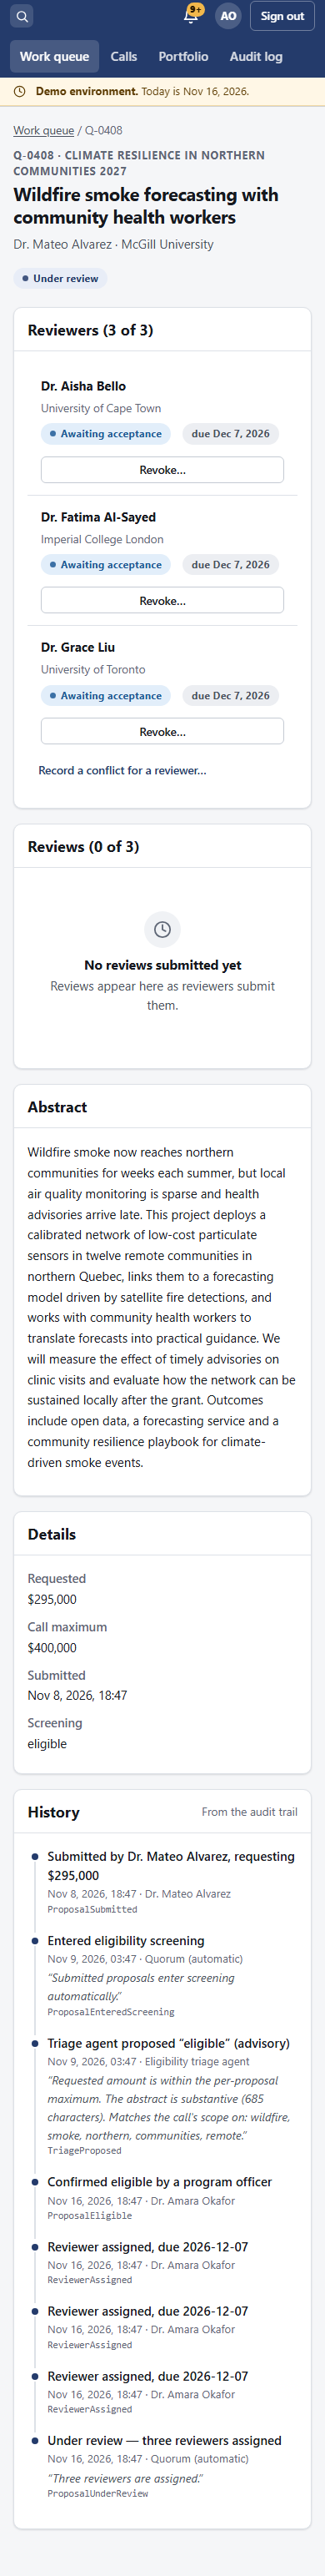 9+
AO
Sign out
Work queue
Calls
Portfolio
Audit log
Demo environment. Today is Nov 16, 2026.
Work queue / Q-0408
Q-0408 · CLIMATE RESILIENCE IN NORTHERN
COMMUNITIES 2027
Wildfire smoke forecasting with
community health workers
Dr. Mateo Alvarez · McGill University
Under review
Reviewers (3 of 3)
Dr. Aisha Bello
University of Cape Town
Awaiting acceptance
due Dec 7, 2026
Revoke...
Dr. Fatima Al-Sayed
Imperial College London
Awaiting acceptance
due Dec 7, 2026
Revoke...
Dr. Grace Liu
University of Toronto
Awaiting acceptance
due Dec 7, 2026
Revoke...
Record a conflict for a reviewer...
Reviews (0 of 3)
No reviews submitted yet
Reviews appear here as reviewers submit
them.
Abstract
Wildfire smoke now reaches northern
communities for weeks each summer, but local
air quality monitoring is sparse and health
advisories arrive late. This project deploys a
calibrated network of low-cost particulate
sensors in twelve remote communities in
northern Quebec, links them to a forecasting
model driven by satellite fire detections, and
works with community health workers to
translate forecasts into practical guidance. We
will measure the effect of timely advisories on
clinic visits and evaluate how the network can be
sustained locally after the grant. Outcomes
include open data, a forecasting service and a
community resilience playbook for climate-
driven smoke events.
Details
Requested
$295,000
Call maximum
$400,000
Submitted
Nov 8, 2026, 18:47
Screening
eligible
History
From the audit trail
Submitted by Dr. Mateo Alvarez, requesting
$295,000
Nov 8, 2026, 18:47 · Dr. Mateo Alvarez
ProposalSubmitted
Entered eligibility screening
Nov 9, 2026, 03:47 · Quorum (automatic)
“Submitted proposals enter screening
automatically.”
ProposalEnteredScreening
Triage agent proposed “eligible” (advisory)
Nov 9, 2026, 03:47 · Eligibility triage agent
“Requested amount is within the per-proposal
maximum. The abstract is substantive (685
characters). Matches the call's scope on: wildfire,
smoke, northern, communities, remote.”
TriageProposed
Confirmed eligible by a program officer
Nov 16, 2026, 18:47 · Dr. Amara Okafor
ProposalEligible
Reviewer assigned, due 2026-12-07
Nov 16, 2026, 18:47 · Dr. Amara Okafor
ReviewerAssigned
Reviewer assigned, due 2026-12-07
Nov 16, 2026, 18:47 · Dr. Amara Okafor
ReviewerAssigned
Reviewer assigned, due 2026-12-07
Nov 16, 2026, 18:47 · Dr. Amara Okafor
ReviewerAssigned
Under review — three reviewers assigned
Nov 16, 2026, 18:47 · Quorum (automatic)
“Three reviewers are assigned.”
ProposalUnderReview